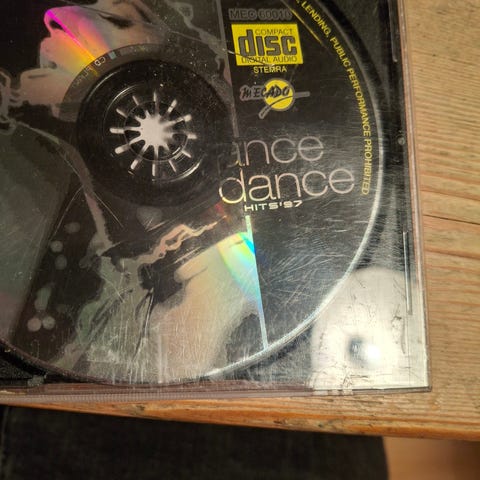 MEC 60010
COMPACT
disc
DIGITAL AUDIO
STEMRA
MECADO
LENDING, PUBLIC PERFORMANCE PROHIBITED
ance
dance
HITS'97